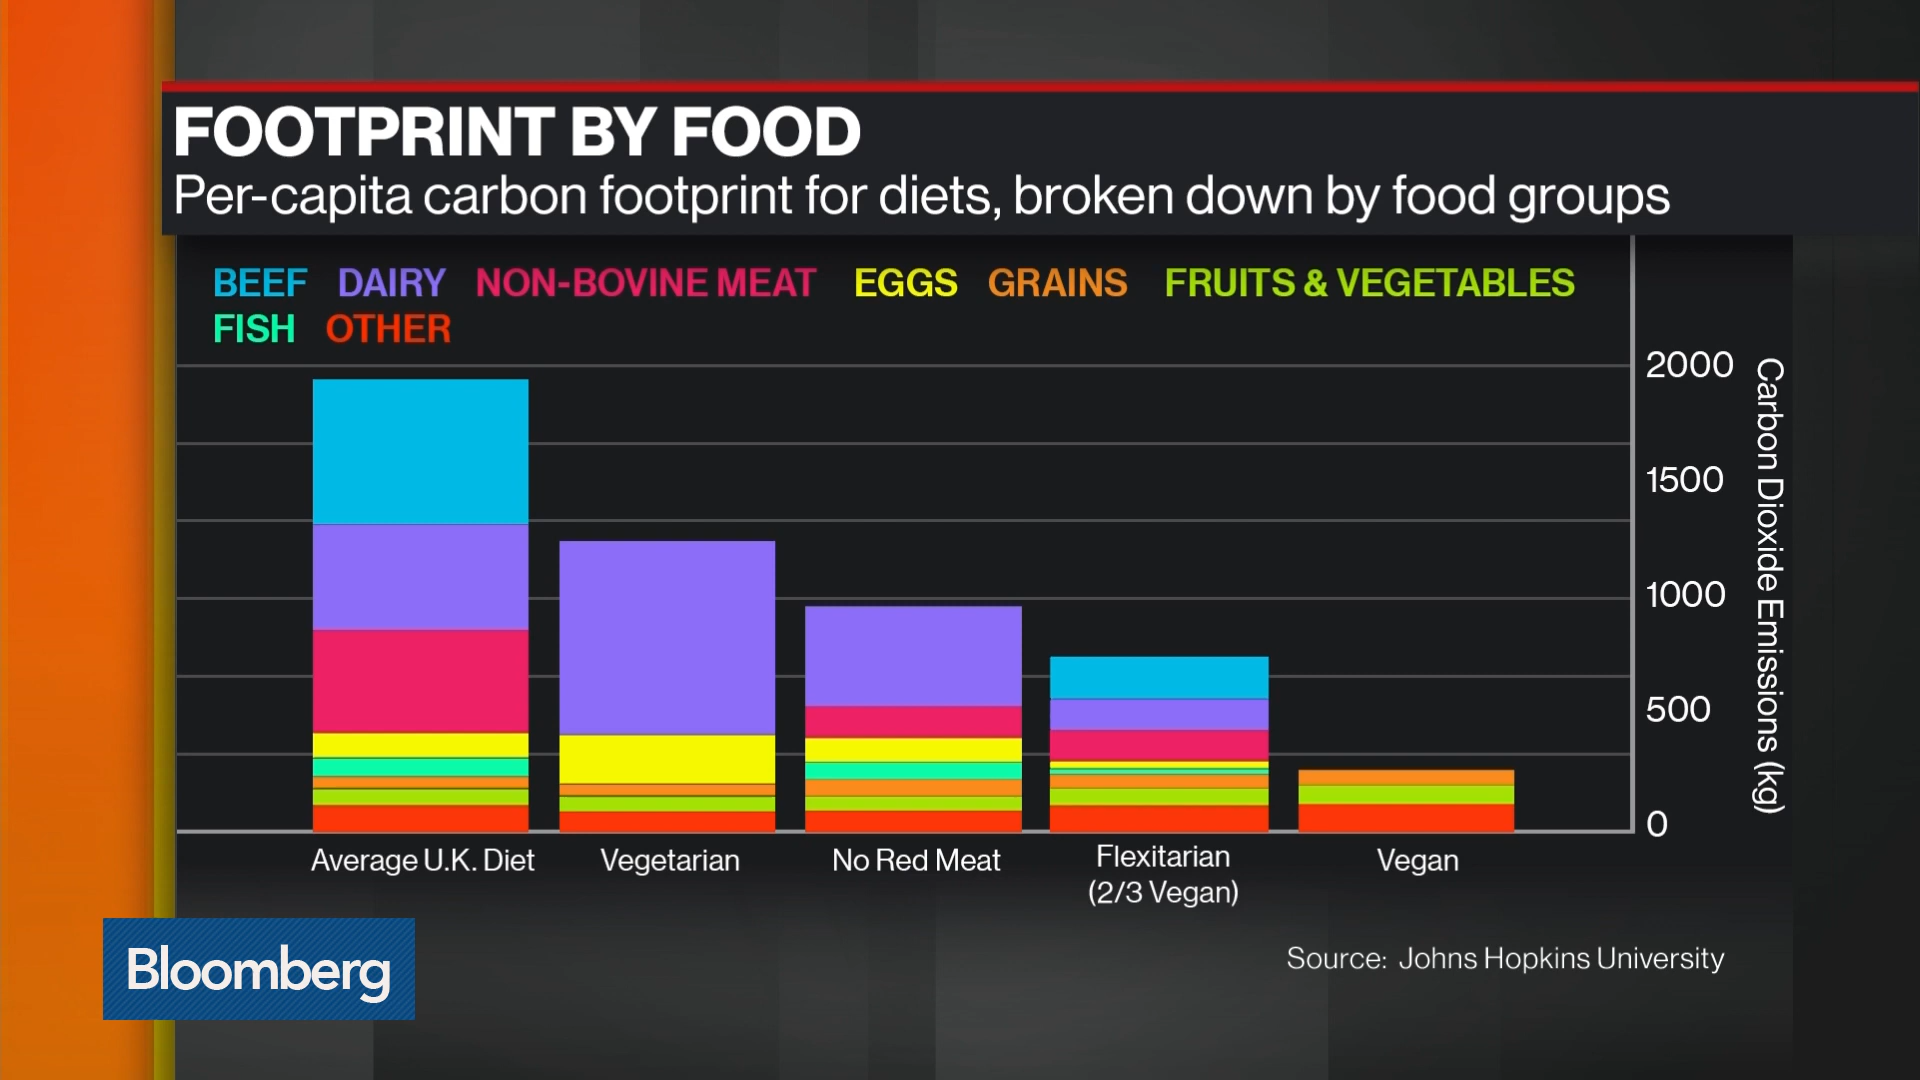 FOOTPRINT BY FOOD
Per-capita carbon footprint for diets, broken down by food groups
BEEF DAIRY NON-BOVINE MEAT EGGS GRAINS FRUITS & VEGETABLES
FISH OTHER
2000
1500
1000
500
0
Carbon Dioxide Emissions (kg)
Average U.K. Diet
Vegetarian
No Red Meat
Flexitarian
(2/3 Vegan)
Vegan
Bloomberg
Source: Johns Hopkins University